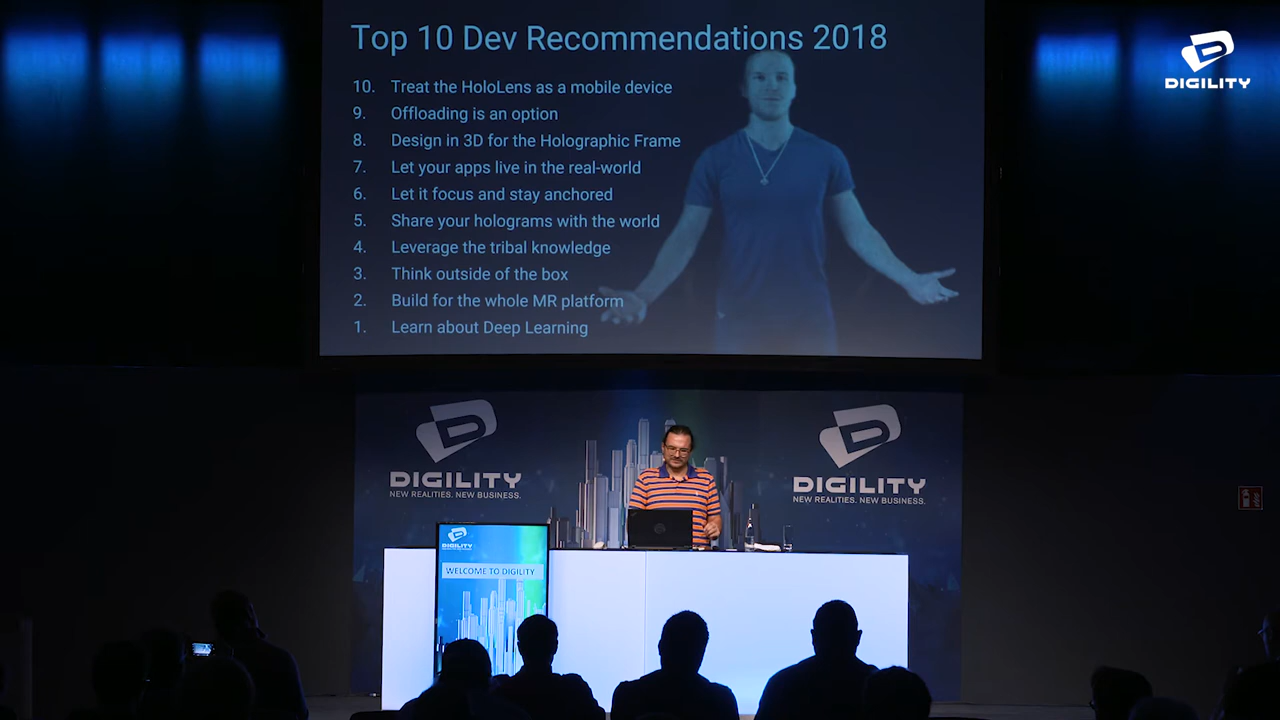 Top 10 Dev Recommendations 2018
10. Treat the HoloLens as a mobile device
9. Offloading is an option
8. Design in 3D for the Holographic Frame
7. Let your apps live in the real-world
6. Let it focus and stay anchored
5. Share your holograms with the world
4. Leverage the tribal knowledge
3. Think outside of the box
2. Build for the whole MR platform
1. Learn about Deep Learning
DIGILITY
DIGILITY
NEW REALITIES. NEW BUSINESS.
DIGILITY
NEW REALITIES. NEW BUSINESS.
DIGILITY
WELCOME TO DIGILITY